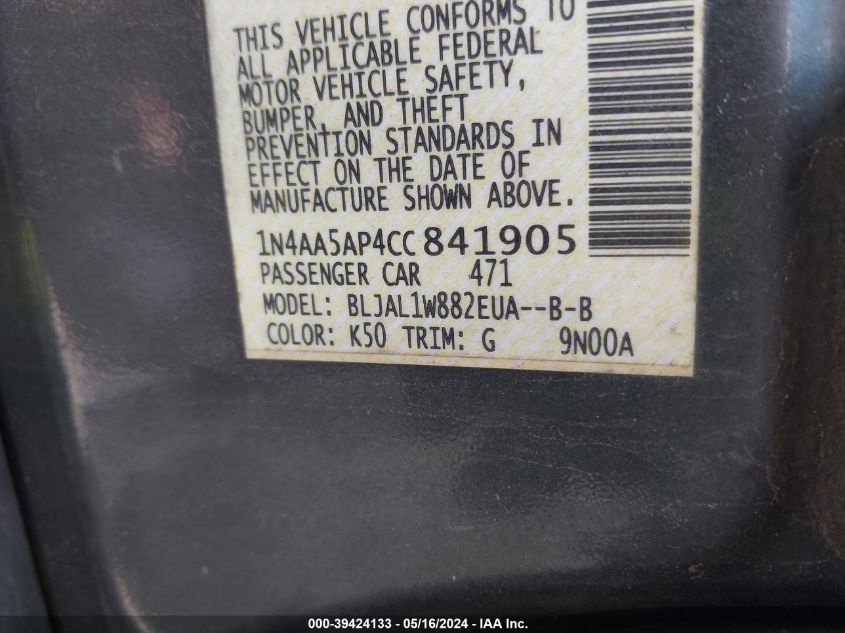 THIS VEHICLE CONFORMS TO
ALL APPLICABLE FEDERAL
MOTOR VEHICLE SAFETY,
BUMPER, AND THEFT
PREVENTION STANDARDS IN
EFFECT ON THE DATE OF
MANUFACTURE SHOWN ABOVE.
1N4AA5AP4CC841905
PASSENGER CAR 471
MODEL: BLJAL1W882EUA--B-B
COLOR: K50 TRIM: G 9N00A
000-39424133 - 05/16/2024 - IAA Inc.